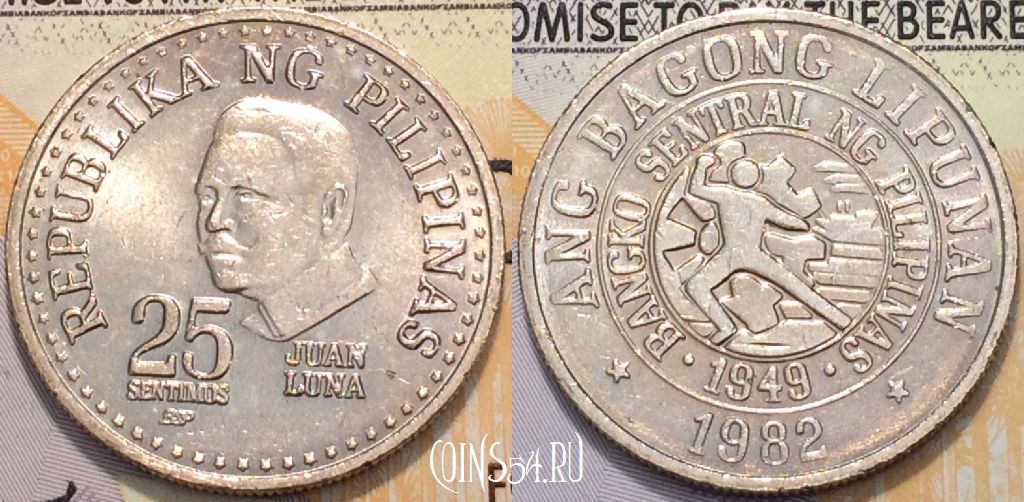 OMISE TO PAY THE BEARE
REPUBLIKA NG PILIPINAS
25
SENTIMOS
BSP
JUAN
LUNA
ANG BAGONG LIPUNAN
BANGKO SENTRAL NG PILIPINAS
1949
1982
COINS54.RU